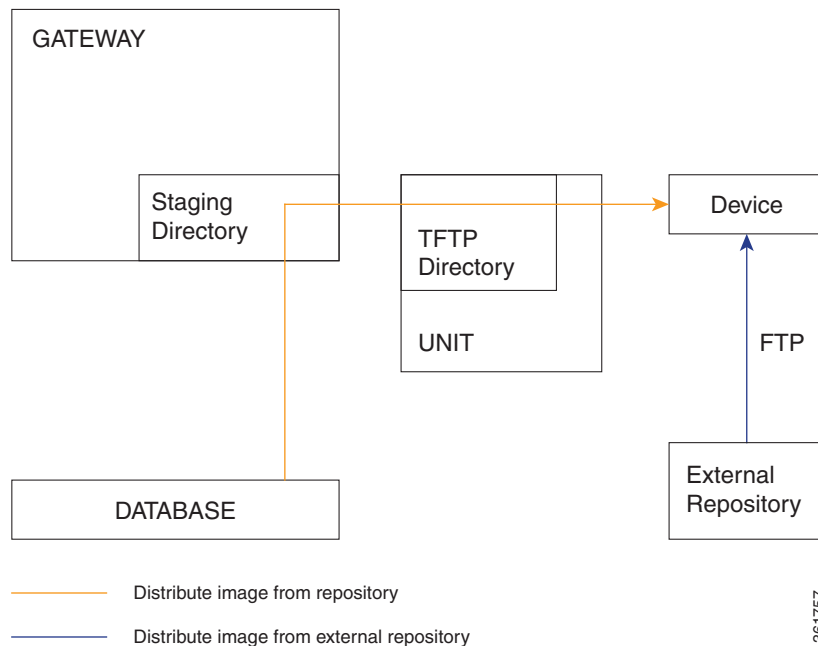 GATEWAY
Staging
Directory
TFTP
Directory
UNIT
Device
FTP
External
Repository
DATABASE
Distribute image from repository
Distribute image from external repository
361757